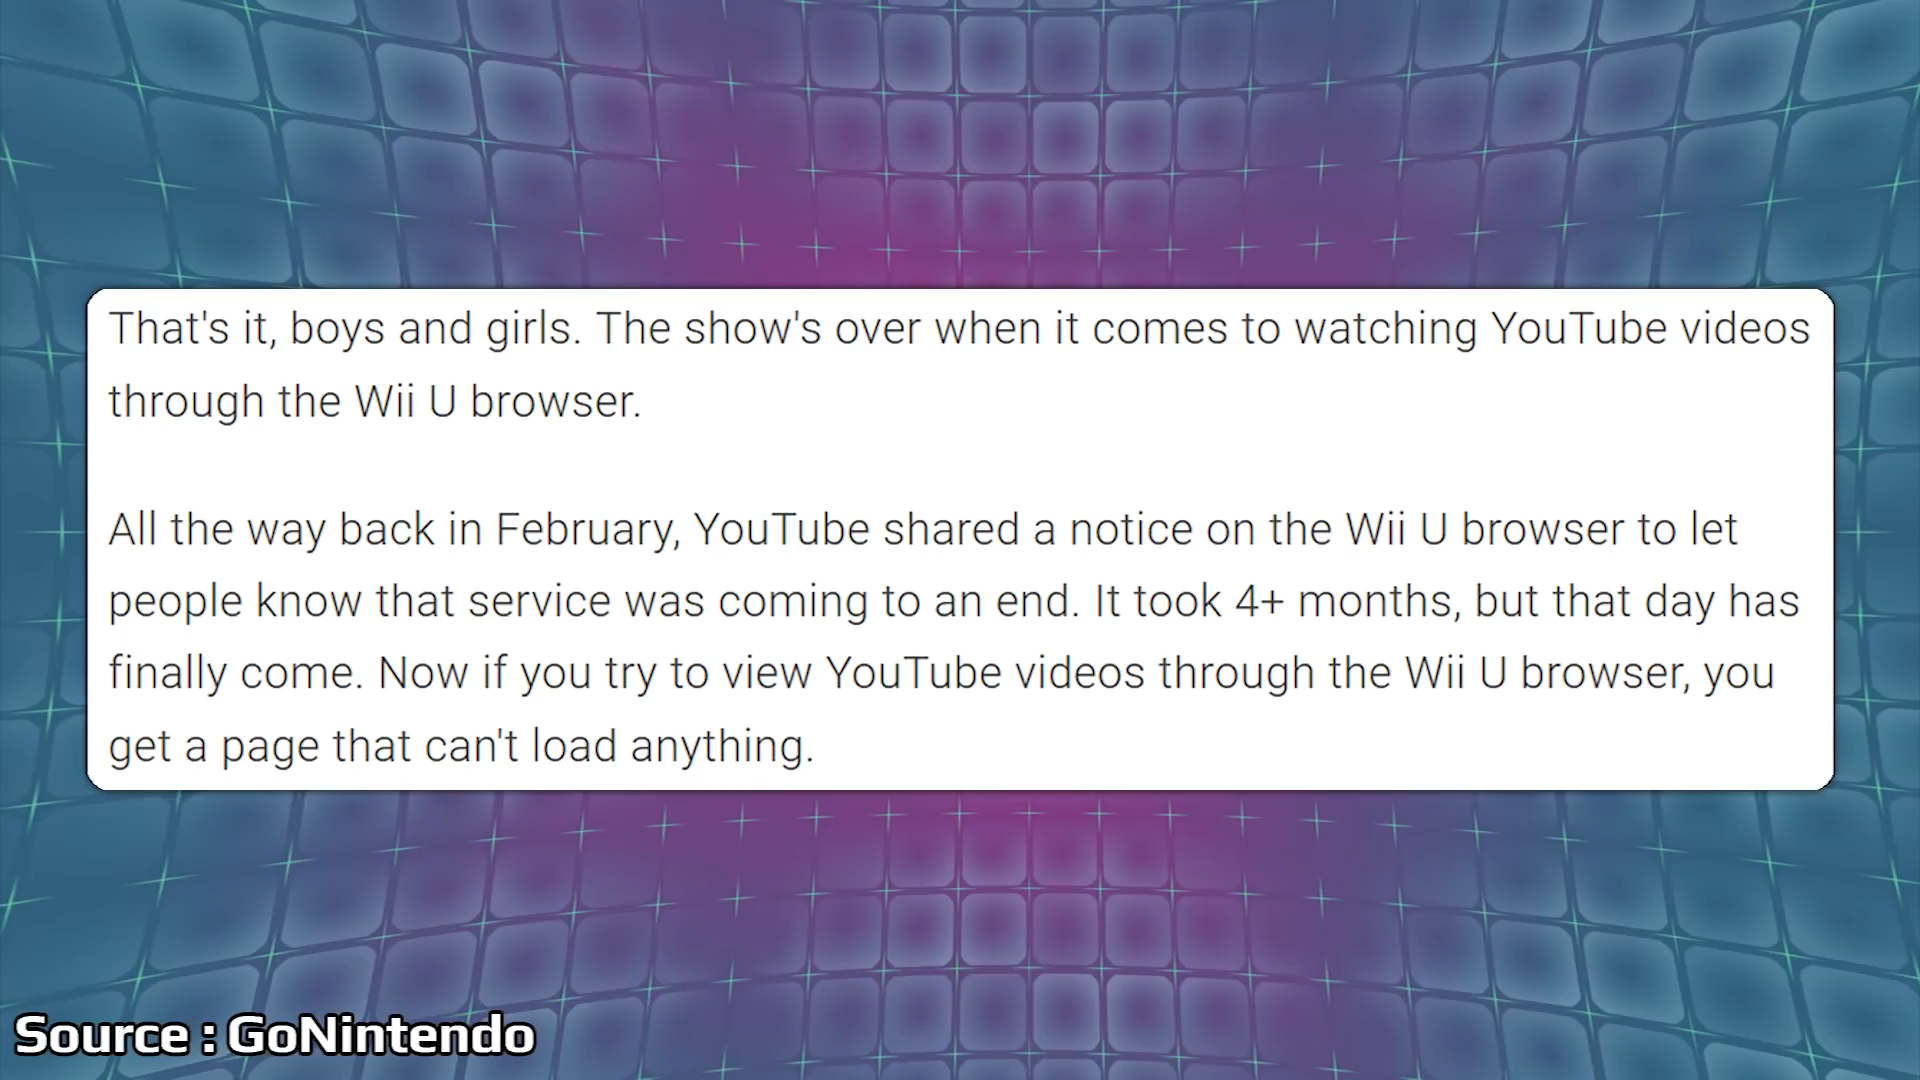 That's it, boys and girls. The show's over when it comes to watching YouTube videos
through the Wii U browser.
All the way back in February, YouTube shared a notice on the Wii U browser to let
people know that service was coming to an end. It took 4+ months, but that day has
finally come. Now if you try to view YouTube videos through the Wii U browser, you
get a page that can't load anything.
Source : GoNintendo